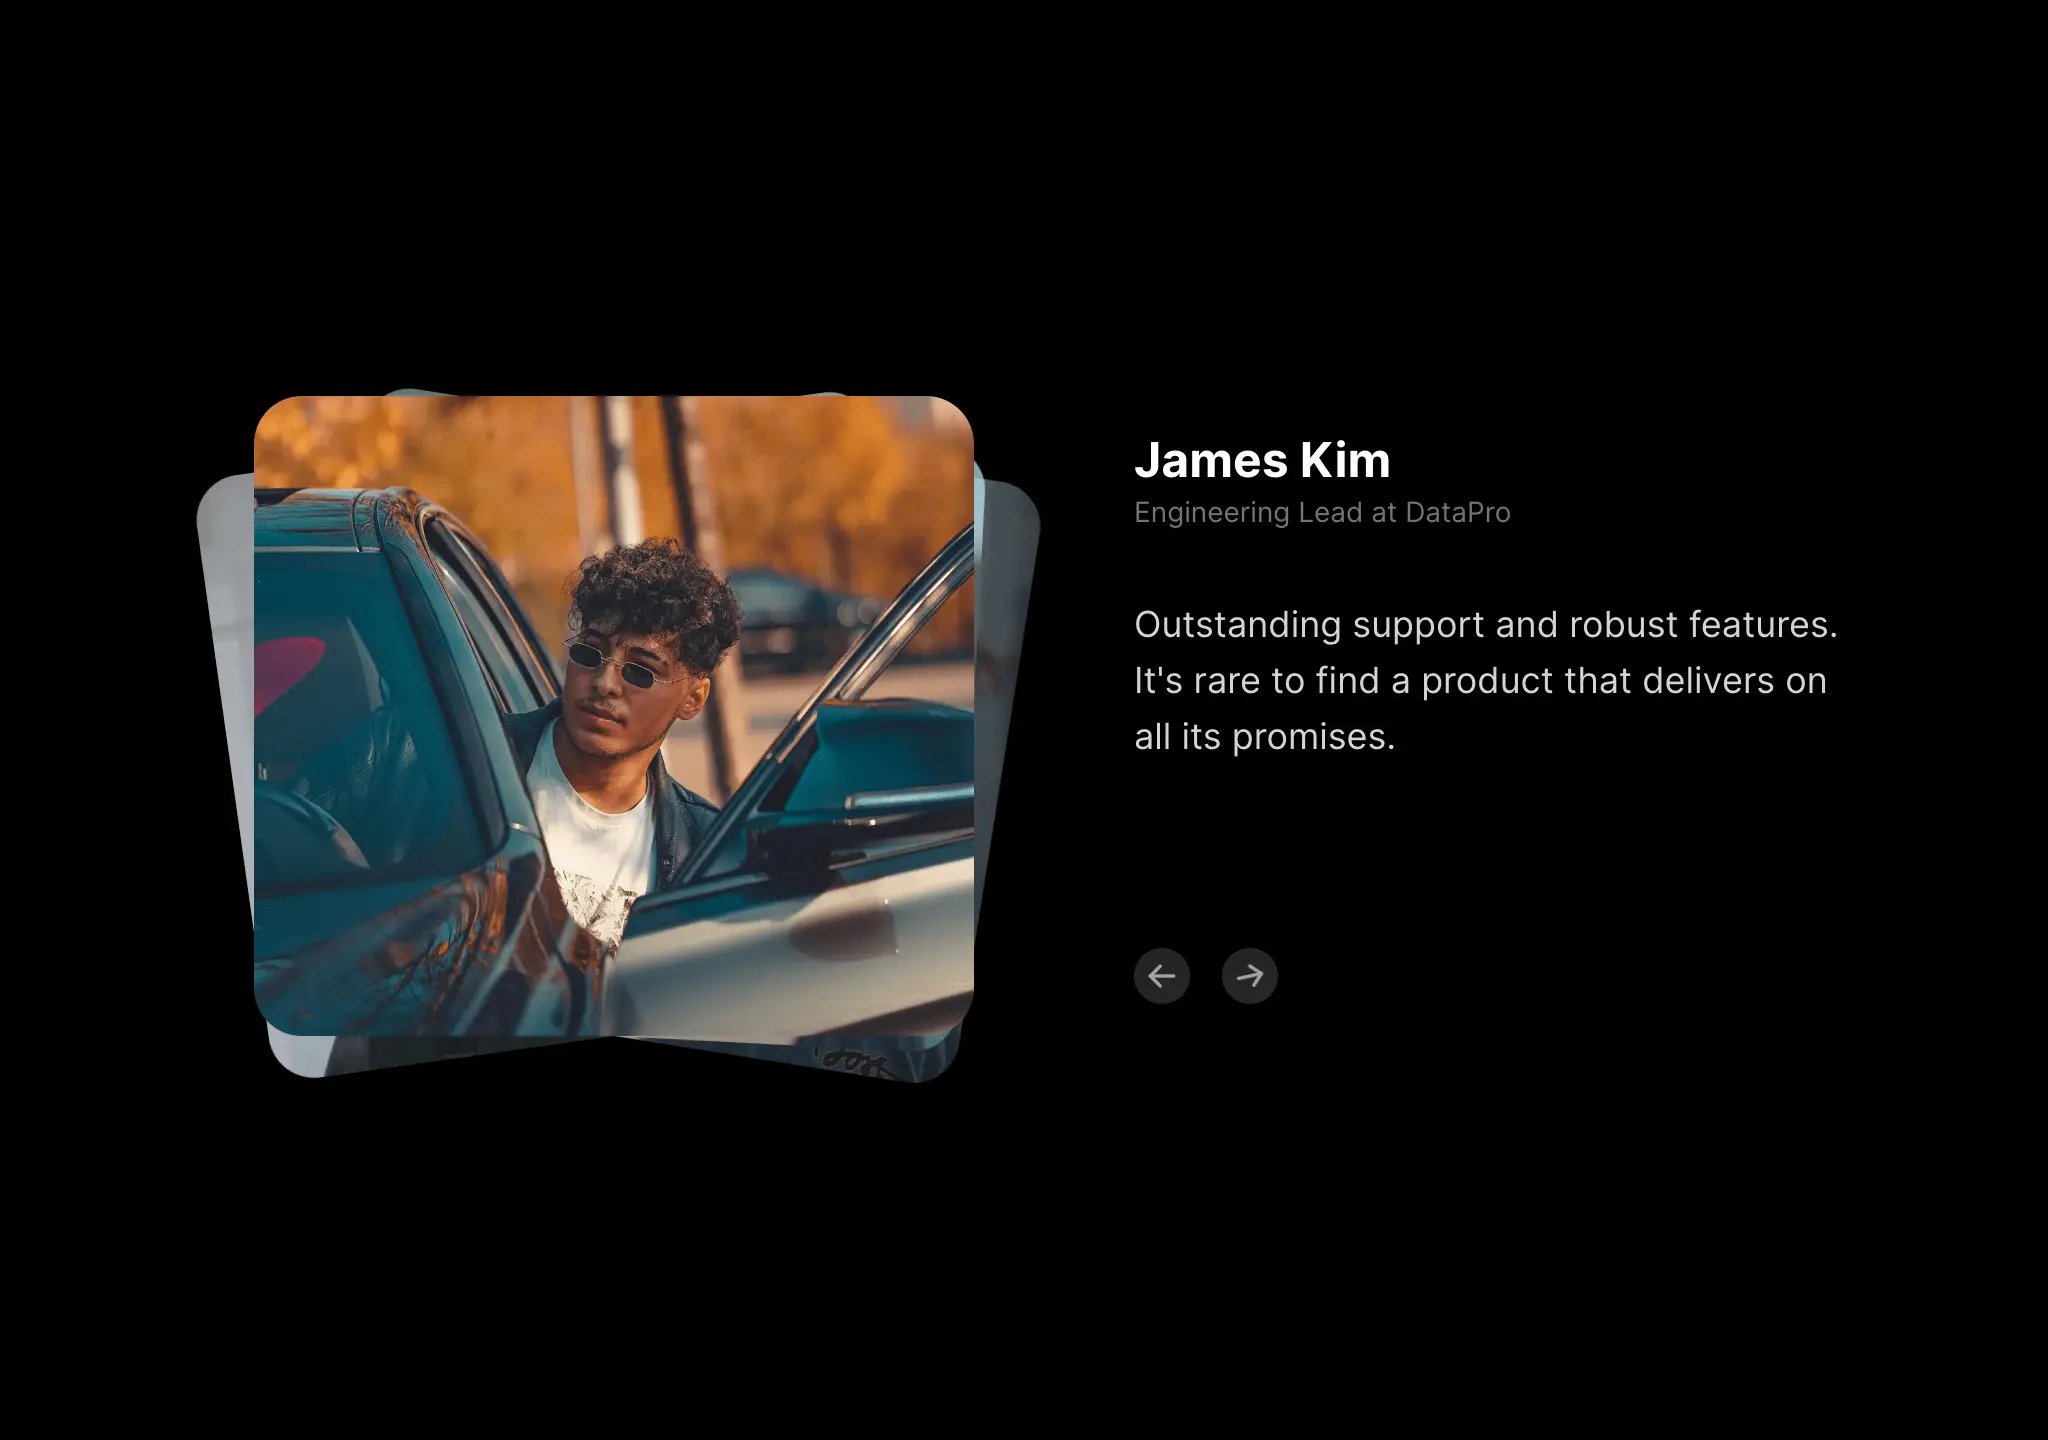 James Kim
Engineering Lead at DataPro
Outstanding support and robust features.
It's rare to find a product that delivers on
all its promises.